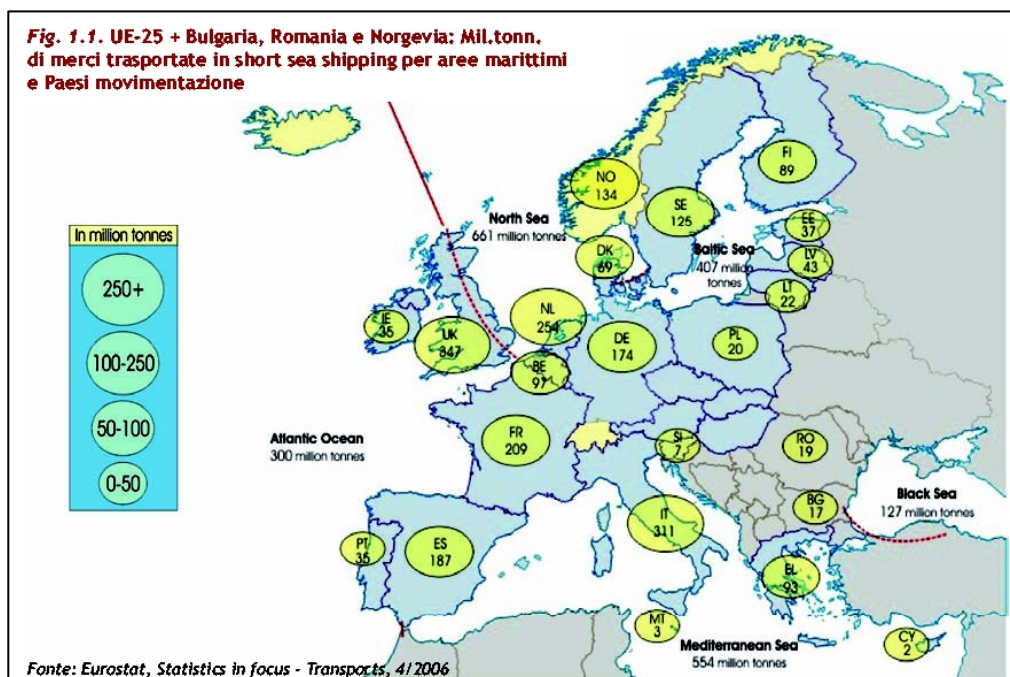 Fig. 1.1. UE-25 + Bulgaria, Romania e Norgevia: Mil.tonn.
di merci trasportate in short sea shipping per aree marittimi
e Paesi movimentazione
In million tonnes
250+
100-250
50-100
0-50
NO
134
FI
89
SE
125
North Sea
661 million tonnes
EE
37
DK
69
Baltic Sea
407 million
tonnes
LV
43
LT
22
IE
35
UK
347
NL
254
DE
174
PL
20
BE
97
Atlantic Ocean
300 million tonnes
FR
209
SI
7
RO
19
BG
17
Black Sea
127 million tonnes
PT
35
ES
187
IT
311
EL
93
MT
3
Mediterranean Sea
554 million tonnes
CY
2
Fonte: Eurostat, Statistics in focus - Transports, 4/2006